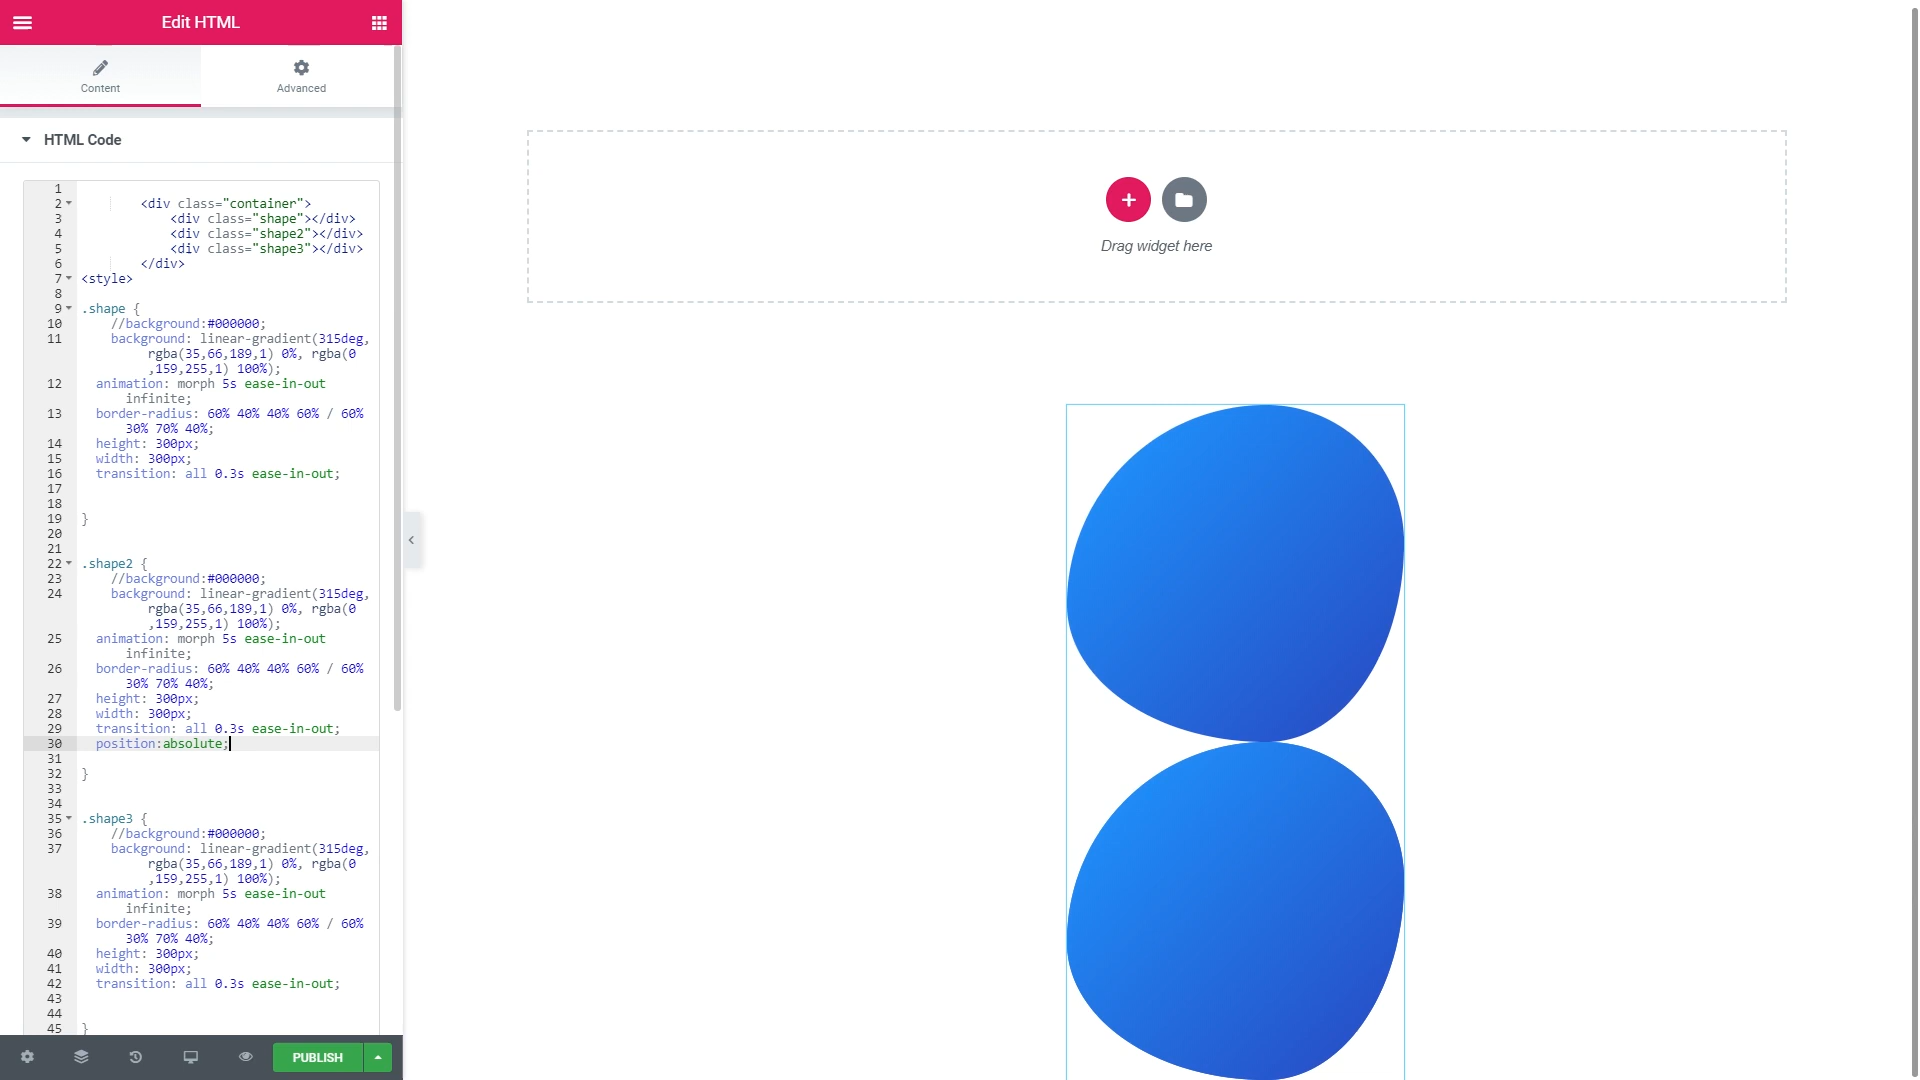 Edit HTML
Content
Advanced
HTML Code
1
2 <div class="container">
3 <div class="shape"></div>
4 <div class="shape2"></div>
5 <div class="shape3"></div>
6 </div>
7 <style>
8
9 .shape {
10 //background:#000000;
11 background: linear-gradient(315deg,
rgba(35,66,189,1) 0%, rgba(0
,159,255,1) 100%);
12 animation: morph 5s ease-in-out
infinite;
13 border-radius: 60% 40% 40% 60% / 60%
30% 70% 40%;
14 height: 300px;
15 width: 300px;
16 transition: all 0.3s ease-in-out;
17
18
19 }
20
21
22 .shape2 {
23 //background:#000000;
24 background: linear-gradient(315deg,
rgba(35,66,189,1) 0%, rgba(0
,159,255,1) 100%);
25 animation: morph 5s ease-in-out
infinite;
26 border-radius: 60% 40% 40% 60% / 60%
30% 70% 40%;
27 height: 300px;
28 width: 300px;
29 transition: all 0.3s ease-in-out;
30 position:absolute;
31
32 }
33
34
35 .shape3 {
36 //background:#000000;
37 background: linear-gradient(315deg,
rgba(35,66,189,1) 0%, rgba(0
,159,255,1) 100%);
38 animation: morph 5s ease-in-out
infinite;
39 border-radius: 60% 40% 40% 60% / 60%
30% 70% 40%;
40 height: 300px;
41 width: 300px;
42 transition: all 0.3s ease-in-out;
43
44
45 }
PUBLISH
Drag widget here